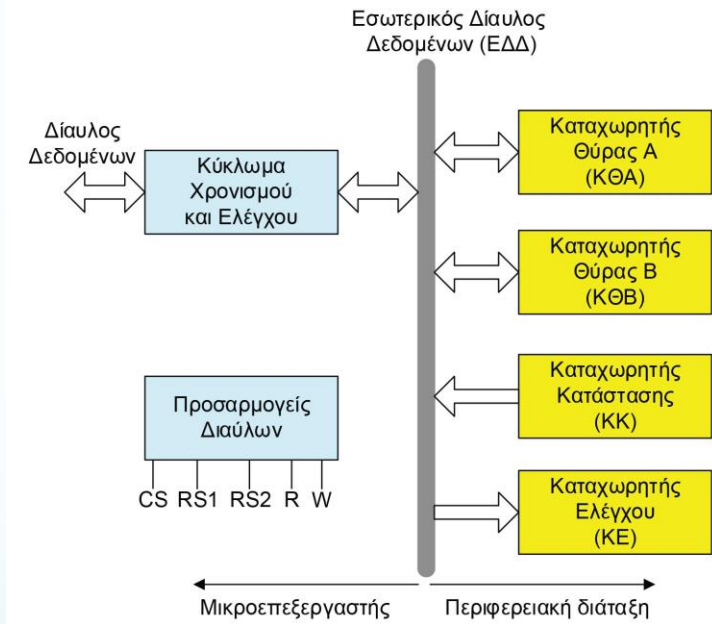 Εσωτερικός Δίαυλος
Δεδομένων (ΕΔΔ)
Δίαυλος
Δεδομένων
Κύκλωμα
Χρονισμού
και Ελέγχου
Καταχωρητής
Θύρας Α
(ΚΘΑ)
Καταχωρητής
Θύρας Β
(ΚΘΒ)
Προσαρμογείς
Διαύλων
CS RS1 RS2 R W
Καταχωρητής
Κατάστασης
(ΚΚ)
Καταχωρητής
Ελέγχου
(ΚΕ)
Μικροεπεξεργαστής
Περιφερειακή διάταξη